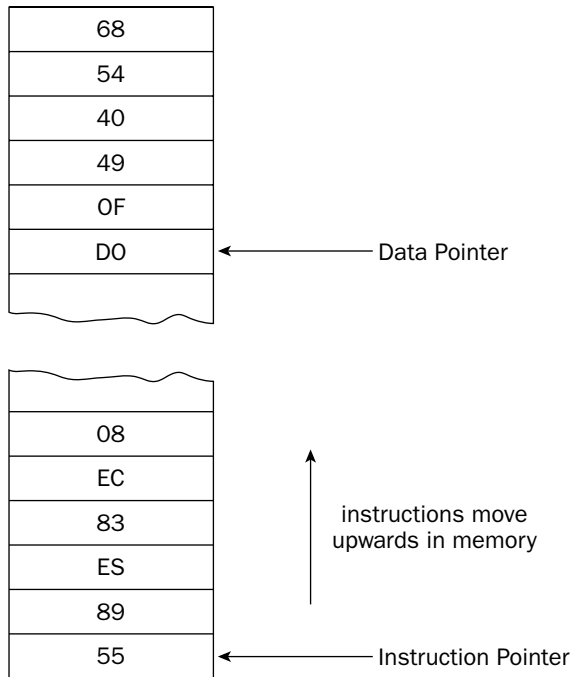 68
54
40
49
OF
DO
Data Pointer
08
EC
83
ES
89
55
instructions move
upwards in memory
Instruction Pointer